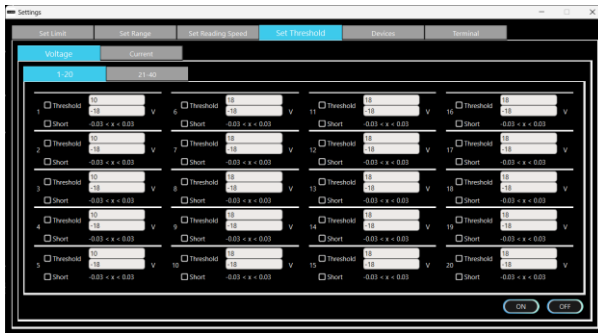 Settings
Set Limit Set Range Set Reading Speed Set Threshold Devices Terminal
Voltage Current
1-20 21-40
1 Threshold 10 -18 V
Short -0.03 < x < 0.03
2 Threshold 10 -18 V
Short -0.03 < x < 0.03
3 Threshold 10 -18 V
Short -0.03 < x < 0.03
4 Threshold 10 -18 V
Short -0.03 < x < 0.03
5 Threshold 10 -18 V
Short -0.03 < x < 0.03
6 Threshold 18 -18 V
Short -0.03 < x < 0.03
7 Threshold 18 -18 V
Short -0.03 < x < 0.03
8 Threshold 18 -18 V
Short -0.03 < x < 0.03
9 Threshold 18 -18 V
Short -0.03 < x < 0.03
10 Threshold 18 -18 V
Short -0.03 < x < 0.03
11 Threshold 18 -18 V
Short -0.03 < x < 0.03
12 Threshold 18 -18 V
Short -0.03 < x < 0.03
13 Threshold 18 -18 V
Short -0.03 < x < 0.03
14 Threshold 18 -18 V
Short -0.03 < x < 0.03
15 Threshold 18 -18 V
Short -0.03 < x < 0.03
16 Threshold 18 -18 V
Short -0.03 < x < 0.03
17 Threshold 18 -18 V
Short -0.03 < x < 0.03
18 Threshold 18 -18 V
Short -0.03 < x < 0.03
19 Threshold 18 -18 V
Short -0.03 < x < 0.03
20 Threshold 18 -18 V
Short -0.03 < x < 0.03
ON OFF